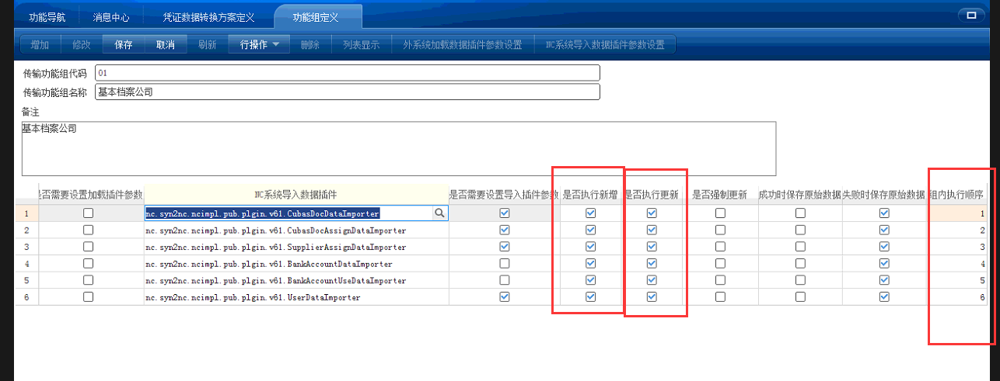 功能导航 消息中心 凭证数据转换方案定义 功能组定义
增加 修改 保存 取消 刷新 行操作 删除 列表显示 外系统加载数据插件参数设置 NC系统导入数据插件参数设置
传输功能组代码 01
传输功能组名称 基本档案公司
备注
基本档案公司
是否需要设置加载插件参数 NC系统导入数据插件 是否需要设置导入插件参数 是否执行新增 是否执行更新 是否强制更新 成功时保存原始数据 失败时保存原始数据 组内执行顺序
1 nc.syn2nc.ncimpl.pub.plgin.v61.CubasDocDataImporter 1
2 nc.syn2nc.ncimpl.pub.plgin.v61.CubasDocAssignDataImporter 2
3 nc.syn2nc.ncimpl.pub.plgin.v61.SupplierAssignDataImporter 3
4 nc.syn2nc.ncimpl.pub.plgin.v61.BankAccountDataImporter 4
5 nc.syn2nc.ncimpl.pub.plgin.v61.BankAccountUseDataImporter 5
6 nc.syn2nc.ncimpl.pub.plgin.v61.UserDataImporter 6